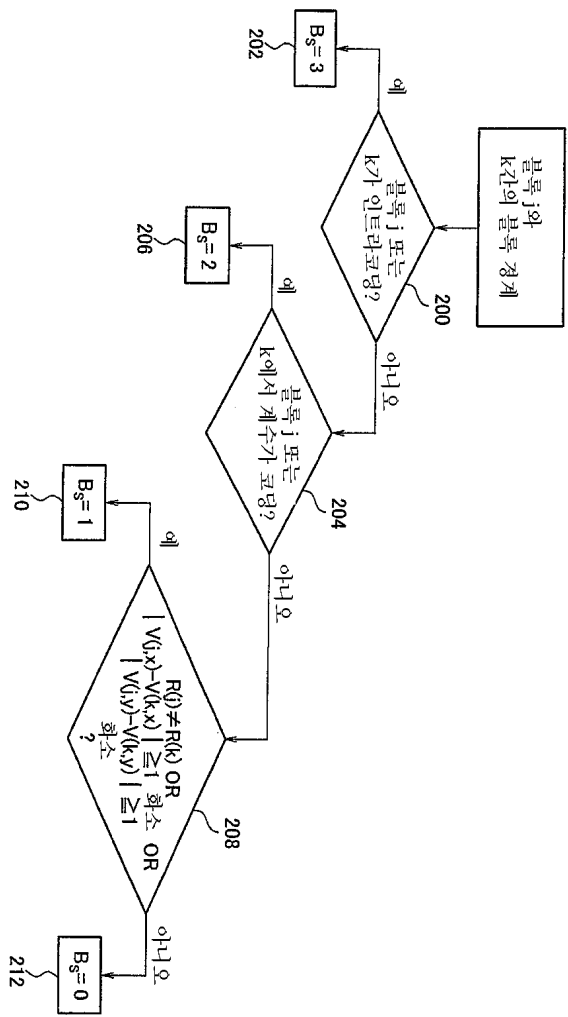 블록 j와
k간의 블록 경계
블록 j 또는
k가 인트라코딩?
200
예
아니오
Bs=3
202
블록 j 또는
k에서 계수가 코딩?
204
예
아니오
Bs=2
206
R(j)≠R(k) OR
|V(j,x)-V(k,x)|≧1 화소 OR
|V(j,y)-V(k,y)|≧1
화소
?
208
예
아니오
Bs=1
210
Bs=0
212